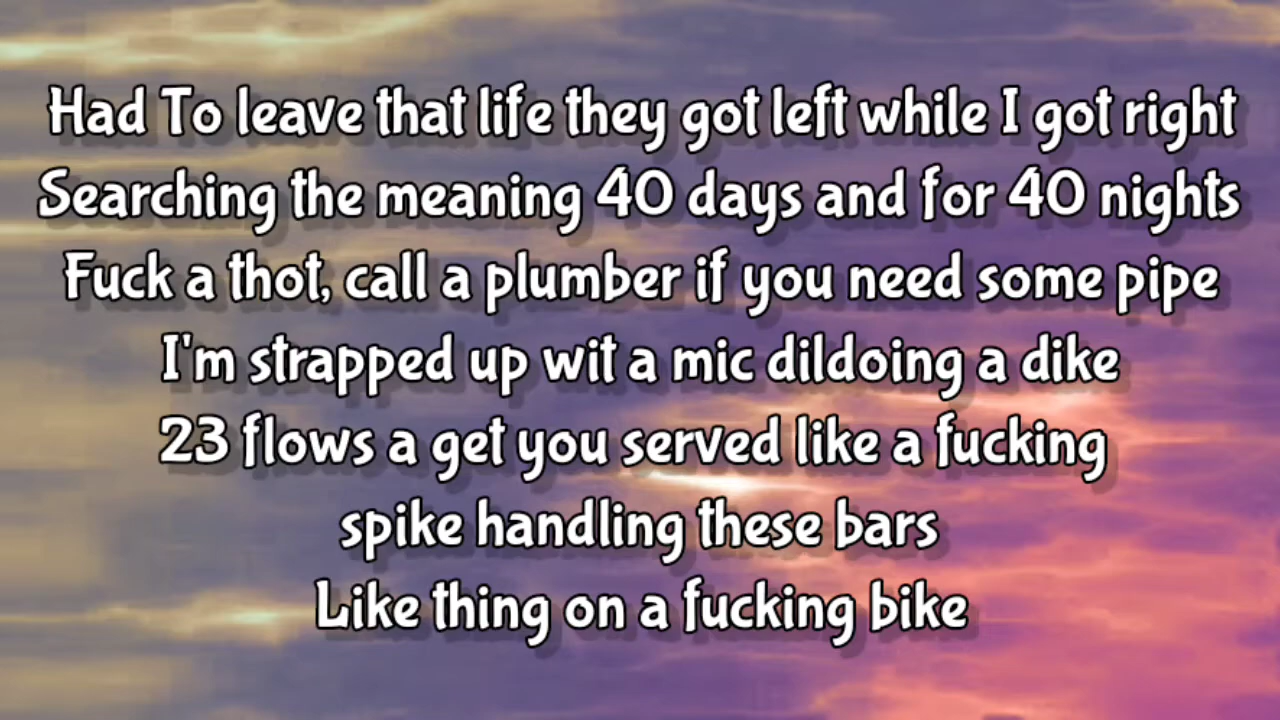 Had To leave that life they got left while I got right
Searching the meaning 40 days and for 40 nights
Fuck a thot, call a plumber if you need some pipe
I'm strapped up wit a mic dildoing a dike
23 flows a get you served like a fucking
spike handling these bars
Like thing on a fucking bike